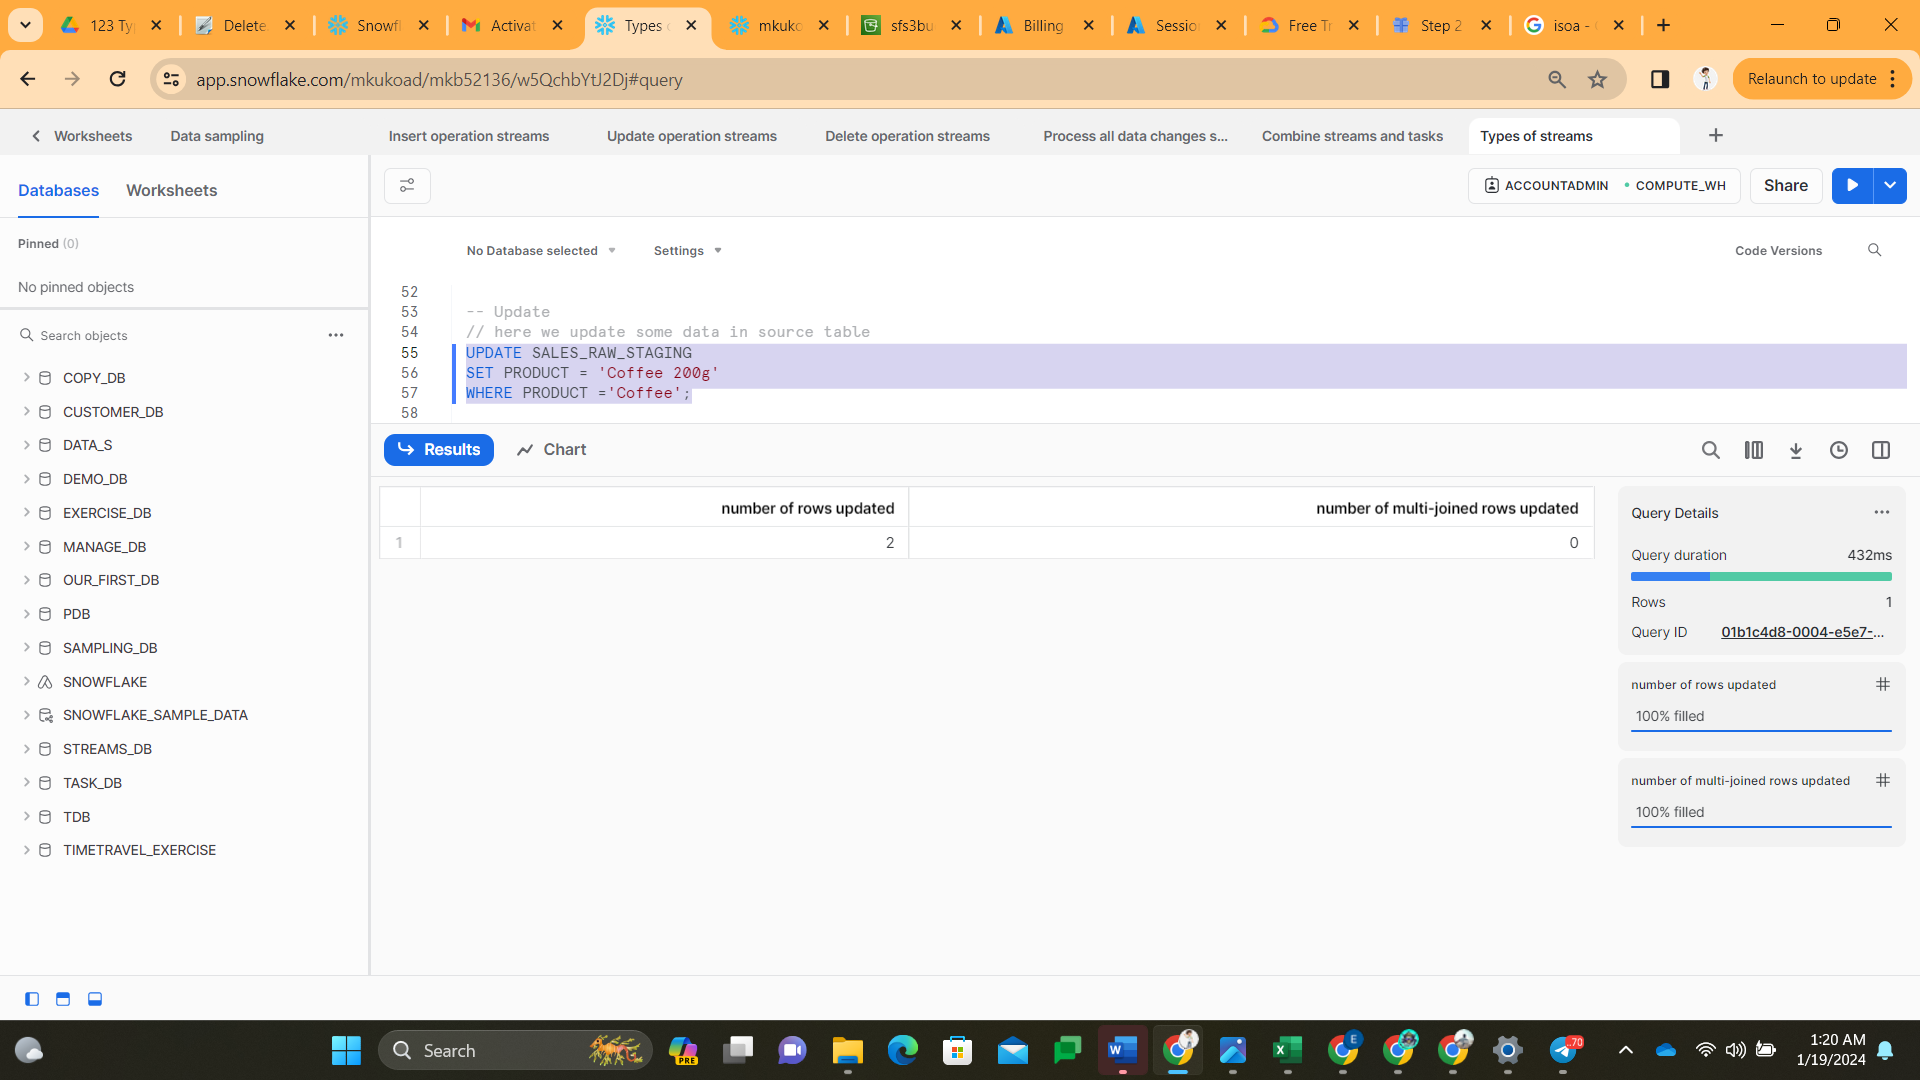 123 Ty
Delete
Snowfl
Activat
Types
mkuko
sfs3bu
Billing
Sessio
Free Tr
Step 2
isoa -
app.snowflake.com/mkukoad/mkb52136/w5QchbYtJ2Dj#query
Relaunch to update
Worksheets
Data sampling
Insert operation streams
Update operation streams
Delete operation streams
Process all data changes s...
Combine streams and tasks
Types of streams
Databases
Worksheets
ACCOUNTADMIN
COMPUTE_WH
Share
Pinned (0)
No pinned objects
No Database selected
Settings
Code Versions
Search objects
COPY_DB
CUSTOMER_DB
DATA_S
DEMO_DB
EXERCISE_DB
MANAGE_DB
OUR_FIRST_DB
PDB
SAMPLING_DB
SNOWFLAKE
SNOWFLAKE_SAMPLE_DATA
STREAMS_DB
TASK_DB
TDB
TIMETRAVEL_EXERCISE
52
53 -- Update
54 // here we update some data in source table
55 UPDATE SALES_RAW_STAGING
56 SET PRODUCT = 'Coffee 200g'
57 WHERE PRODUCT ='Coffee';
58
Results
Chart
number of rows updated number of multi-joined rows updated
1 2 0
Query Details
Query duration 432ms
Rows 1
Query ID 01b1c4d8-0004-e5e7-...
number of rows updated
100% filled
number of multi-joined rows updated
100% filled
Search
PRE
W
X
E
70
1:20 AM
1/19/2024